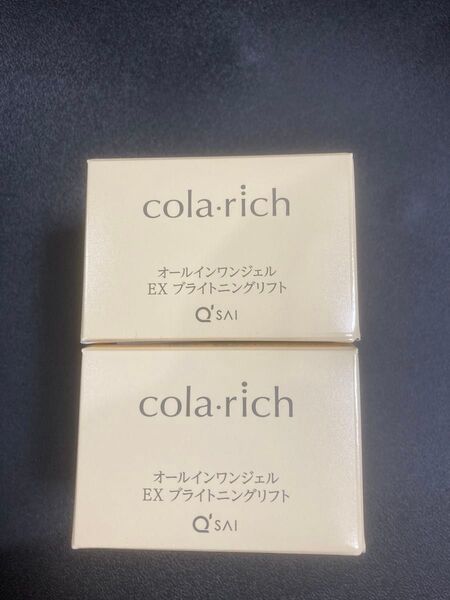 cola・rich
オールインワンジェル
EX ブライトニングリフト
Q'SAI
cola・rich
オールインワンジェル
EX ブライトニングリフト
Q'SAI